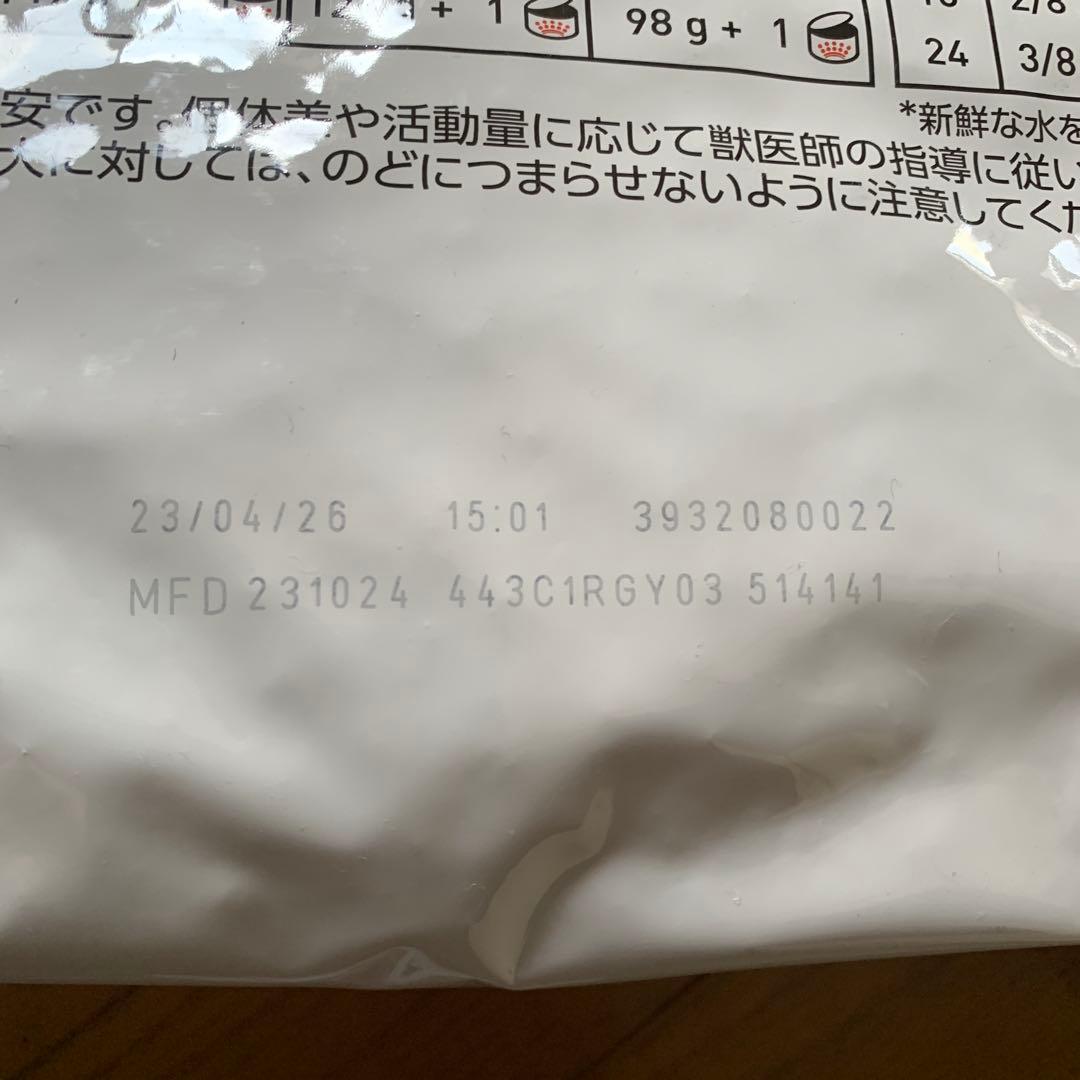 + 1
98 g + 1
24 3/8
安です。個体差や活動量に応じて獣医師の指導に従い
犬に対しては、のどにつまらせないように注意してくだ
*新鮮な水を
23/04/26 15:01 3932080022
MFD 231024 443C1RGY03 514141